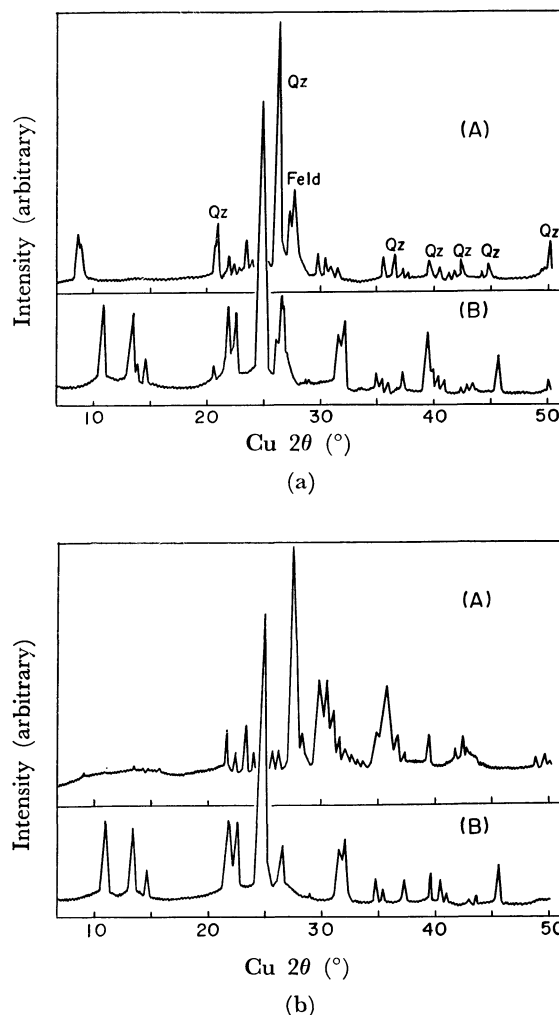 Intensity (arbitrary)
Qz
(A)
Feld
Qz
Qz
Qz
Qz
Qz
Qz
(B)
10
20
30
40
50
Cu 2θ (°)
(a)
Intensity (arbitrary)
(A)
(B)
10
20
30
40
50
Cu 2θ (°)
(b)